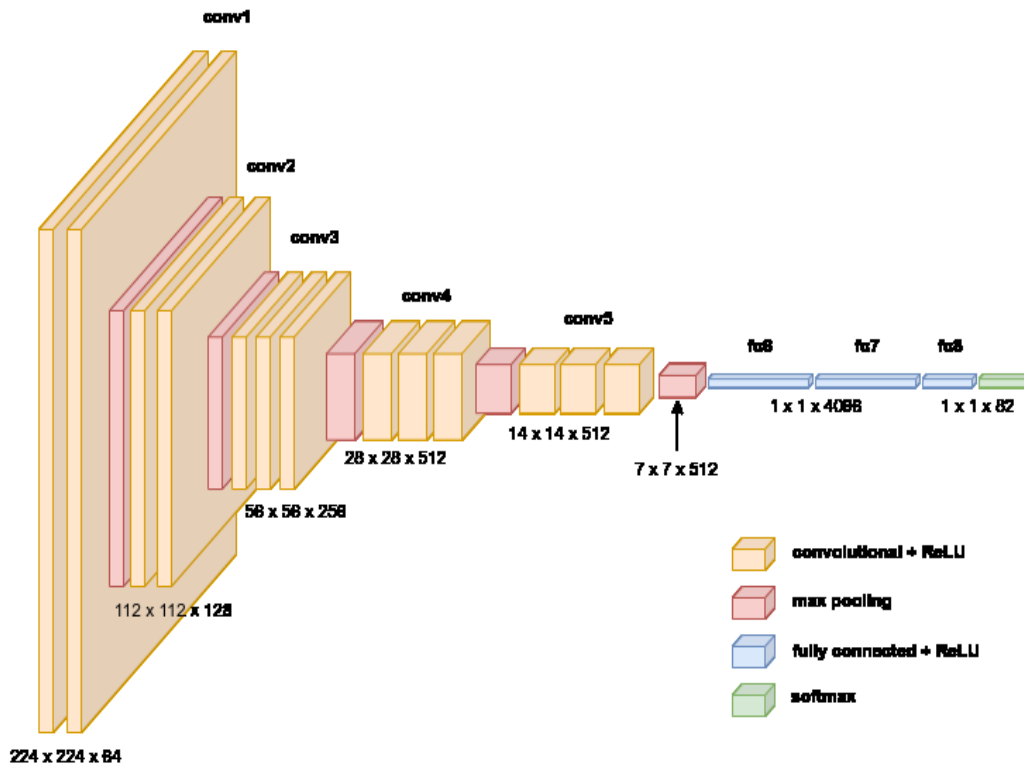 conv1
conv2
conv3
conv4
conv5
fc6
fc7
fc8
1 x 1 x 4096
1 x 1 x 82
14 x 14 x 512
28 x 28 x 512
7 x 7 x 512
56 x 56 x 256
112 x 112 x 128
224 x 224 x 64
convolutional + ReLU
max pooling
fully connected + ReLU
softmax